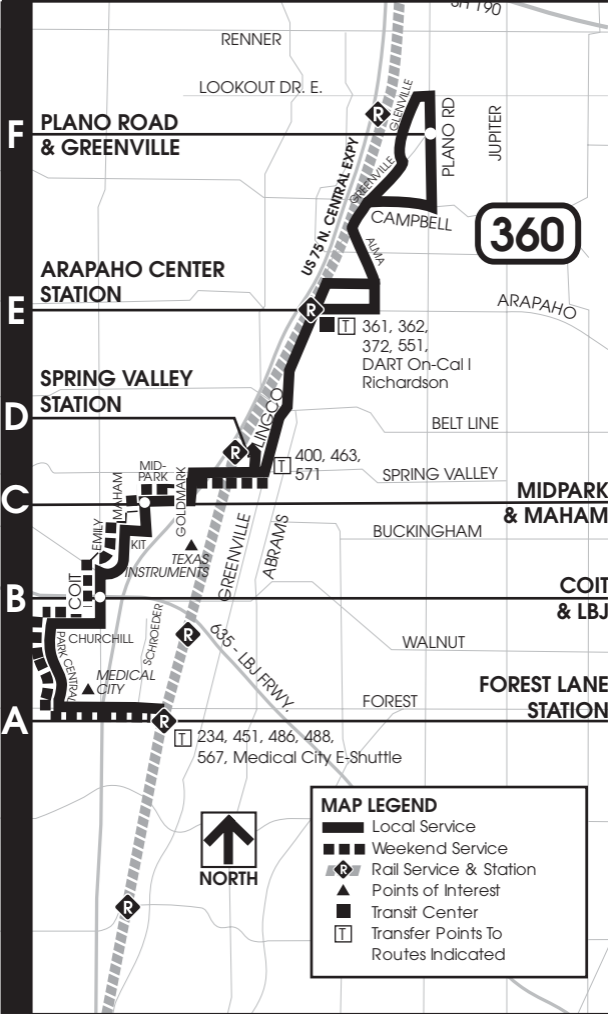 SH 190
RENNER
LOOKOUT DR. E.
R
GLENVILLE
F
PLANO ROAD
& GREENVILLE
PLANO RD
JUPITER
US 75 N. CENTRAL EXPY
GREENVILLE
CAMPBELL
360
ALMA
ARAPAHO CENTER
STATION
E
R
ARAPAHO
T 361, 362,
372, 551,
DART On-Cal l
Richardson
SPRING VALLEY
STATION
D
LINGCO
BELT LINE
R
T 400, 463,
571
SPRING VALLEY
MID-
PARK
MAHAM
GOLDMARK
C
MIDPARK
& MAHAM
EMILY
KIT
TEXAS
INSTRUMENTS
GREENVILLE
ABRAMS
BUCKINGHAM
COIT
B
COIT
& LBJ
SCHROEDER
R
635 - LBJ FRWY.
CHURCHILL
PARK CENTRAL
WALNUT
MEDICAL
CITY
FOREST
FOREST LANE
STATION
A
R
T 234, 451, 486, 488,
567, Medical City E-Shuttle
NORTH
MAP LEGEND
Local Service
Weekend Service
R Rail Service & Station
Points of Interest
Transit Center
T Transfer Points To
Routes Indicated
R